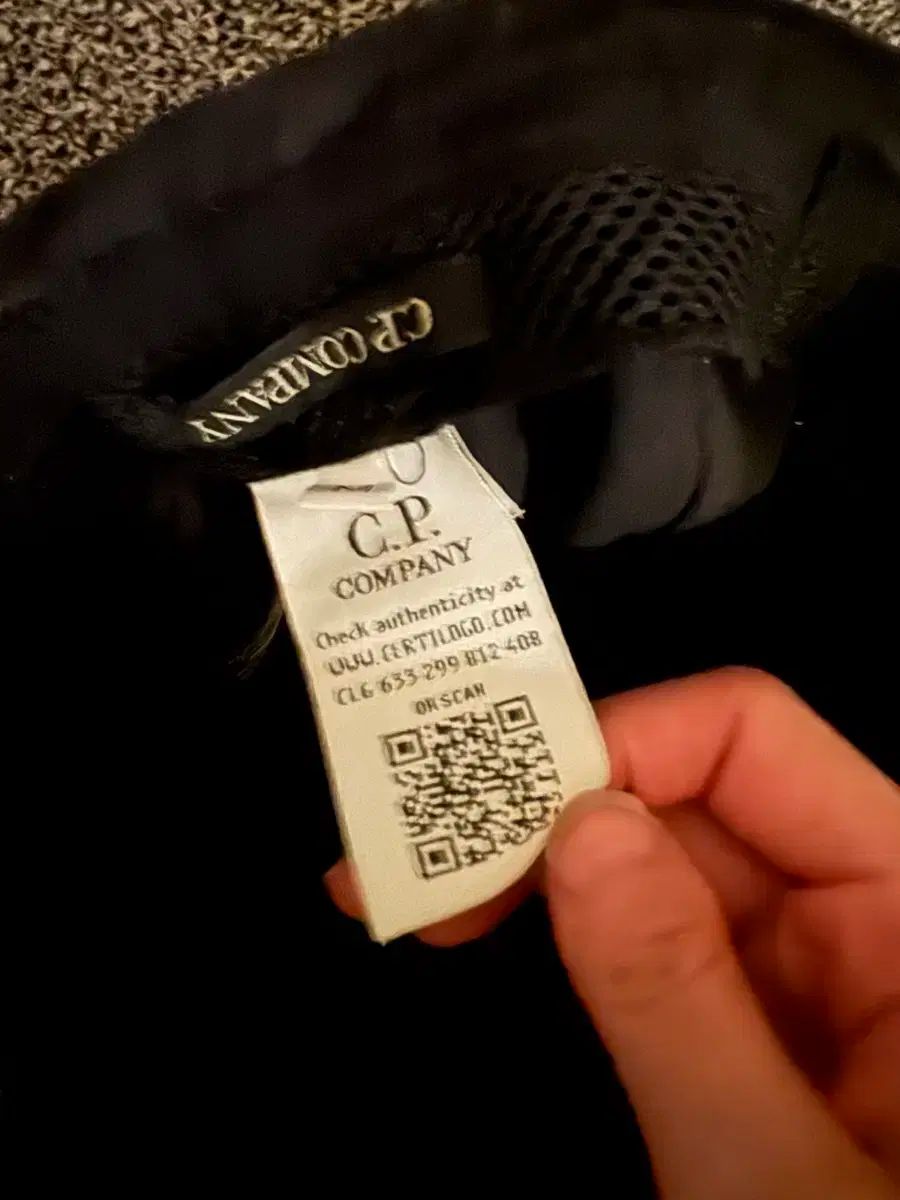 C.P. COMPANY
C.P.
COMPANY
Check authenticity at
WWW.CERTILOGO.COM
CLG 633 299 812 408
OR SCAN